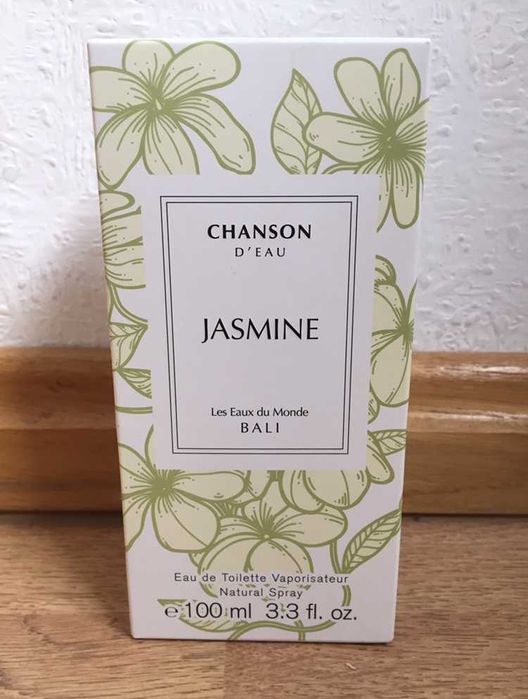 CHANSON
D'EAU
JASMINE
Les Eaux du Monde
BALI
Eau de Toilette Vaporisateur
Natural Spray
℮ 100 ml 3.3 fl. oz.